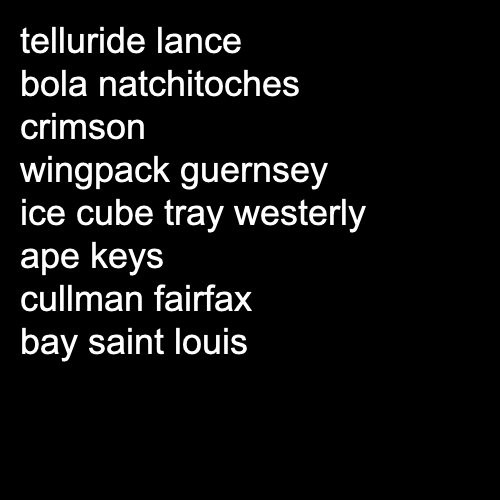 telluride lance
bola natchitoches
crimson
wingpack guernsey
ice cube tray westerly
ape keys
cullman fairfax
bay saint louis